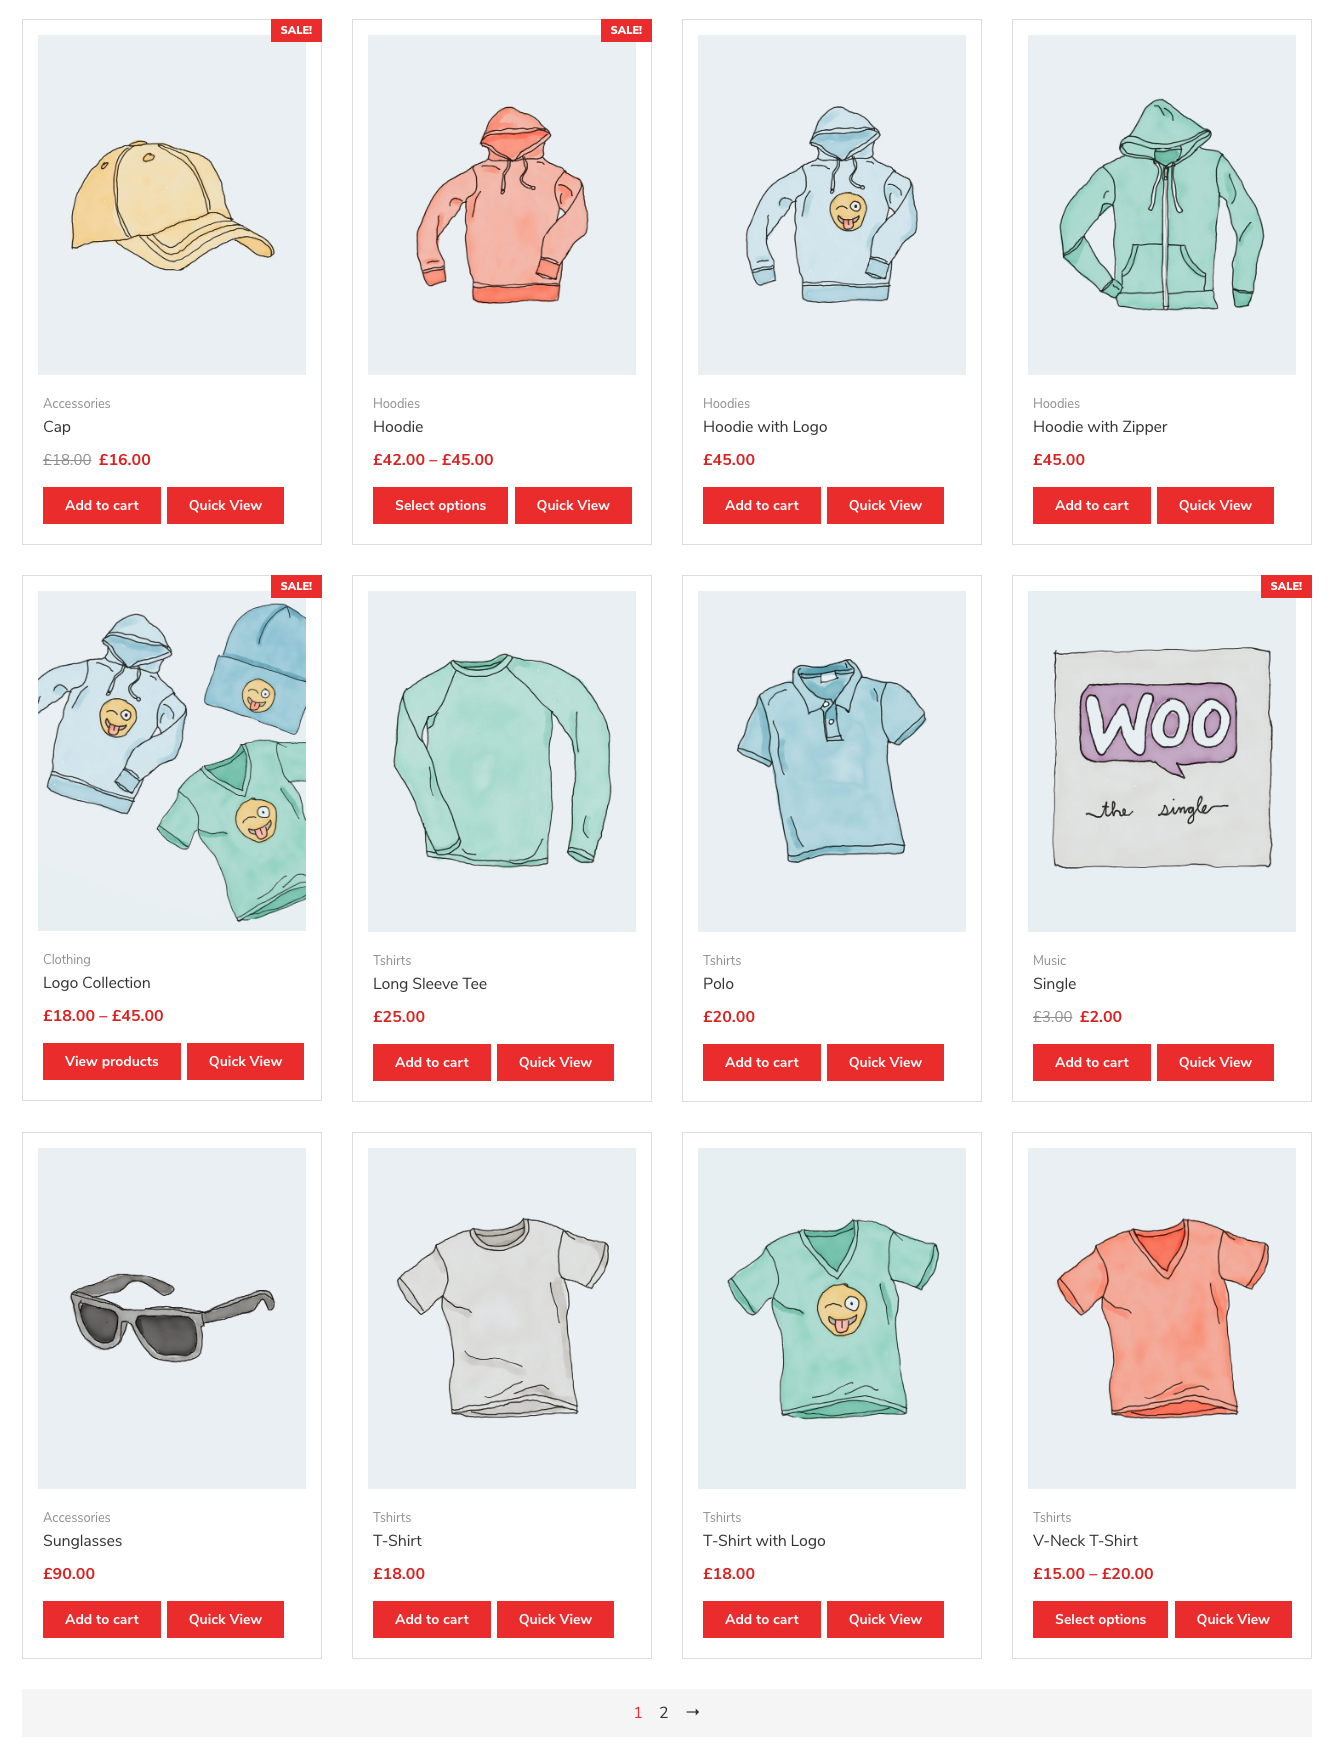 SALE!
Accessories
Cap
£18.00 £16.00
Add to cart
Quick View
SALE!
Hoodies
Hoodie
£42.00 – £45.00
Select options
Quick View
Hoodies
Hoodie with Logo
£45.00
Add to cart
Quick View
Hoodies
Hoodie with Zipper
£45.00
Add to cart
Quick View
SALE!
Clothing
Logo Collection
£18.00 – £45.00
View products
Quick View
Tshirts
Long Sleeve Tee
£25.00
Add to cart
Quick View
Tshirts
Polo
£20.00
Add to cart
Quick View
SALE!
WOO
the single
Music
Single
£3.00 £2.00
Add to cart
Quick View
Accessories
Sunglasses
£90.00
Add to cart
Quick View
Tshirts
T-Shirt
£18.00
Add to cart
Quick View
Tshirts
T-Shirt with Logo
£18.00
Add to cart
Quick View
Tshirts
V-Neck T-Shirt
£15.00 – £20.00
Select options
Quick View
1 2 →